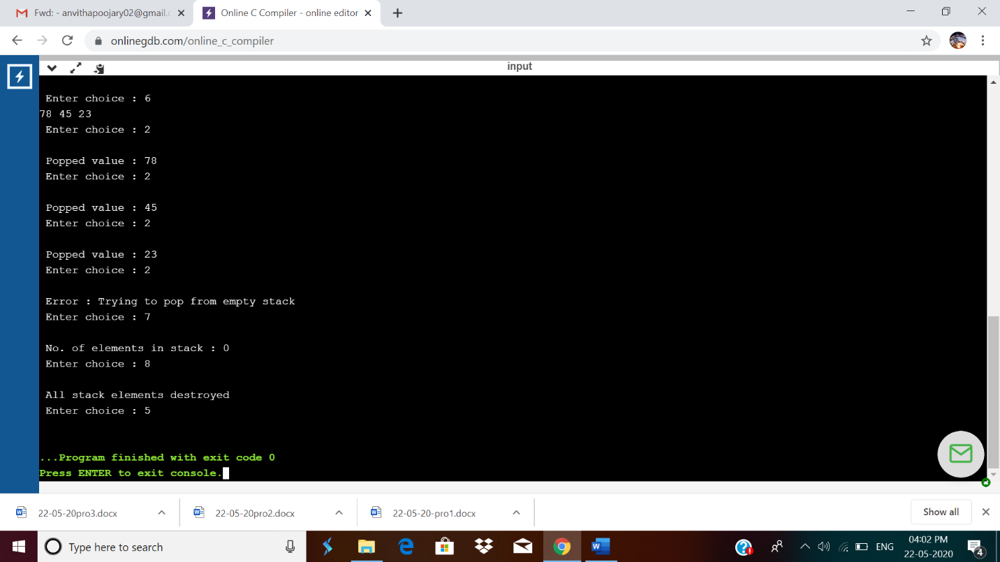 Fwd: - anvithapoojary02@gmail.c
Online C Compiler - online editor
onlinegdb.com/online_c_compiler
input
Enter choice : 6
78 45 23
Enter choice : 2
Popped value : 78
Enter choice : 2
Popped value : 45
Enter choice : 2
Popped value : 23
Enter choice : 2
Error : Trying to pop from empty stack
Enter choice : 7
No. of elements in stack : 0
Enter choice : 8
All stack elements destroyed
Enter choice : 5
...Program finished with exit code 0
Press ENTER to exit console.
22-05-20pro3.docx
22-05-20pro2.docx
22-05-20-pro1.docx
Show all
Type here to search
ENG
04:02 PM
22-05-2020
4